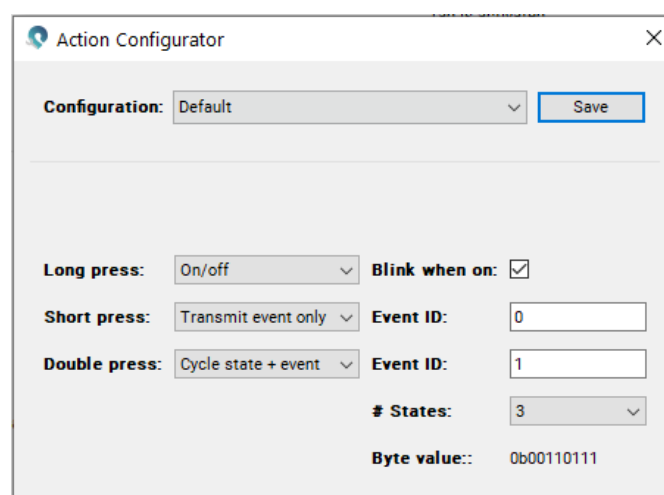 Action Configurator
Configuration: Default Save
Long press: On/off Blink when on:
Short press: Transmit event only Event ID: 0
Double press: Cycle state + event Event ID: 1
# States: 3
Byte value:: 0b00110111